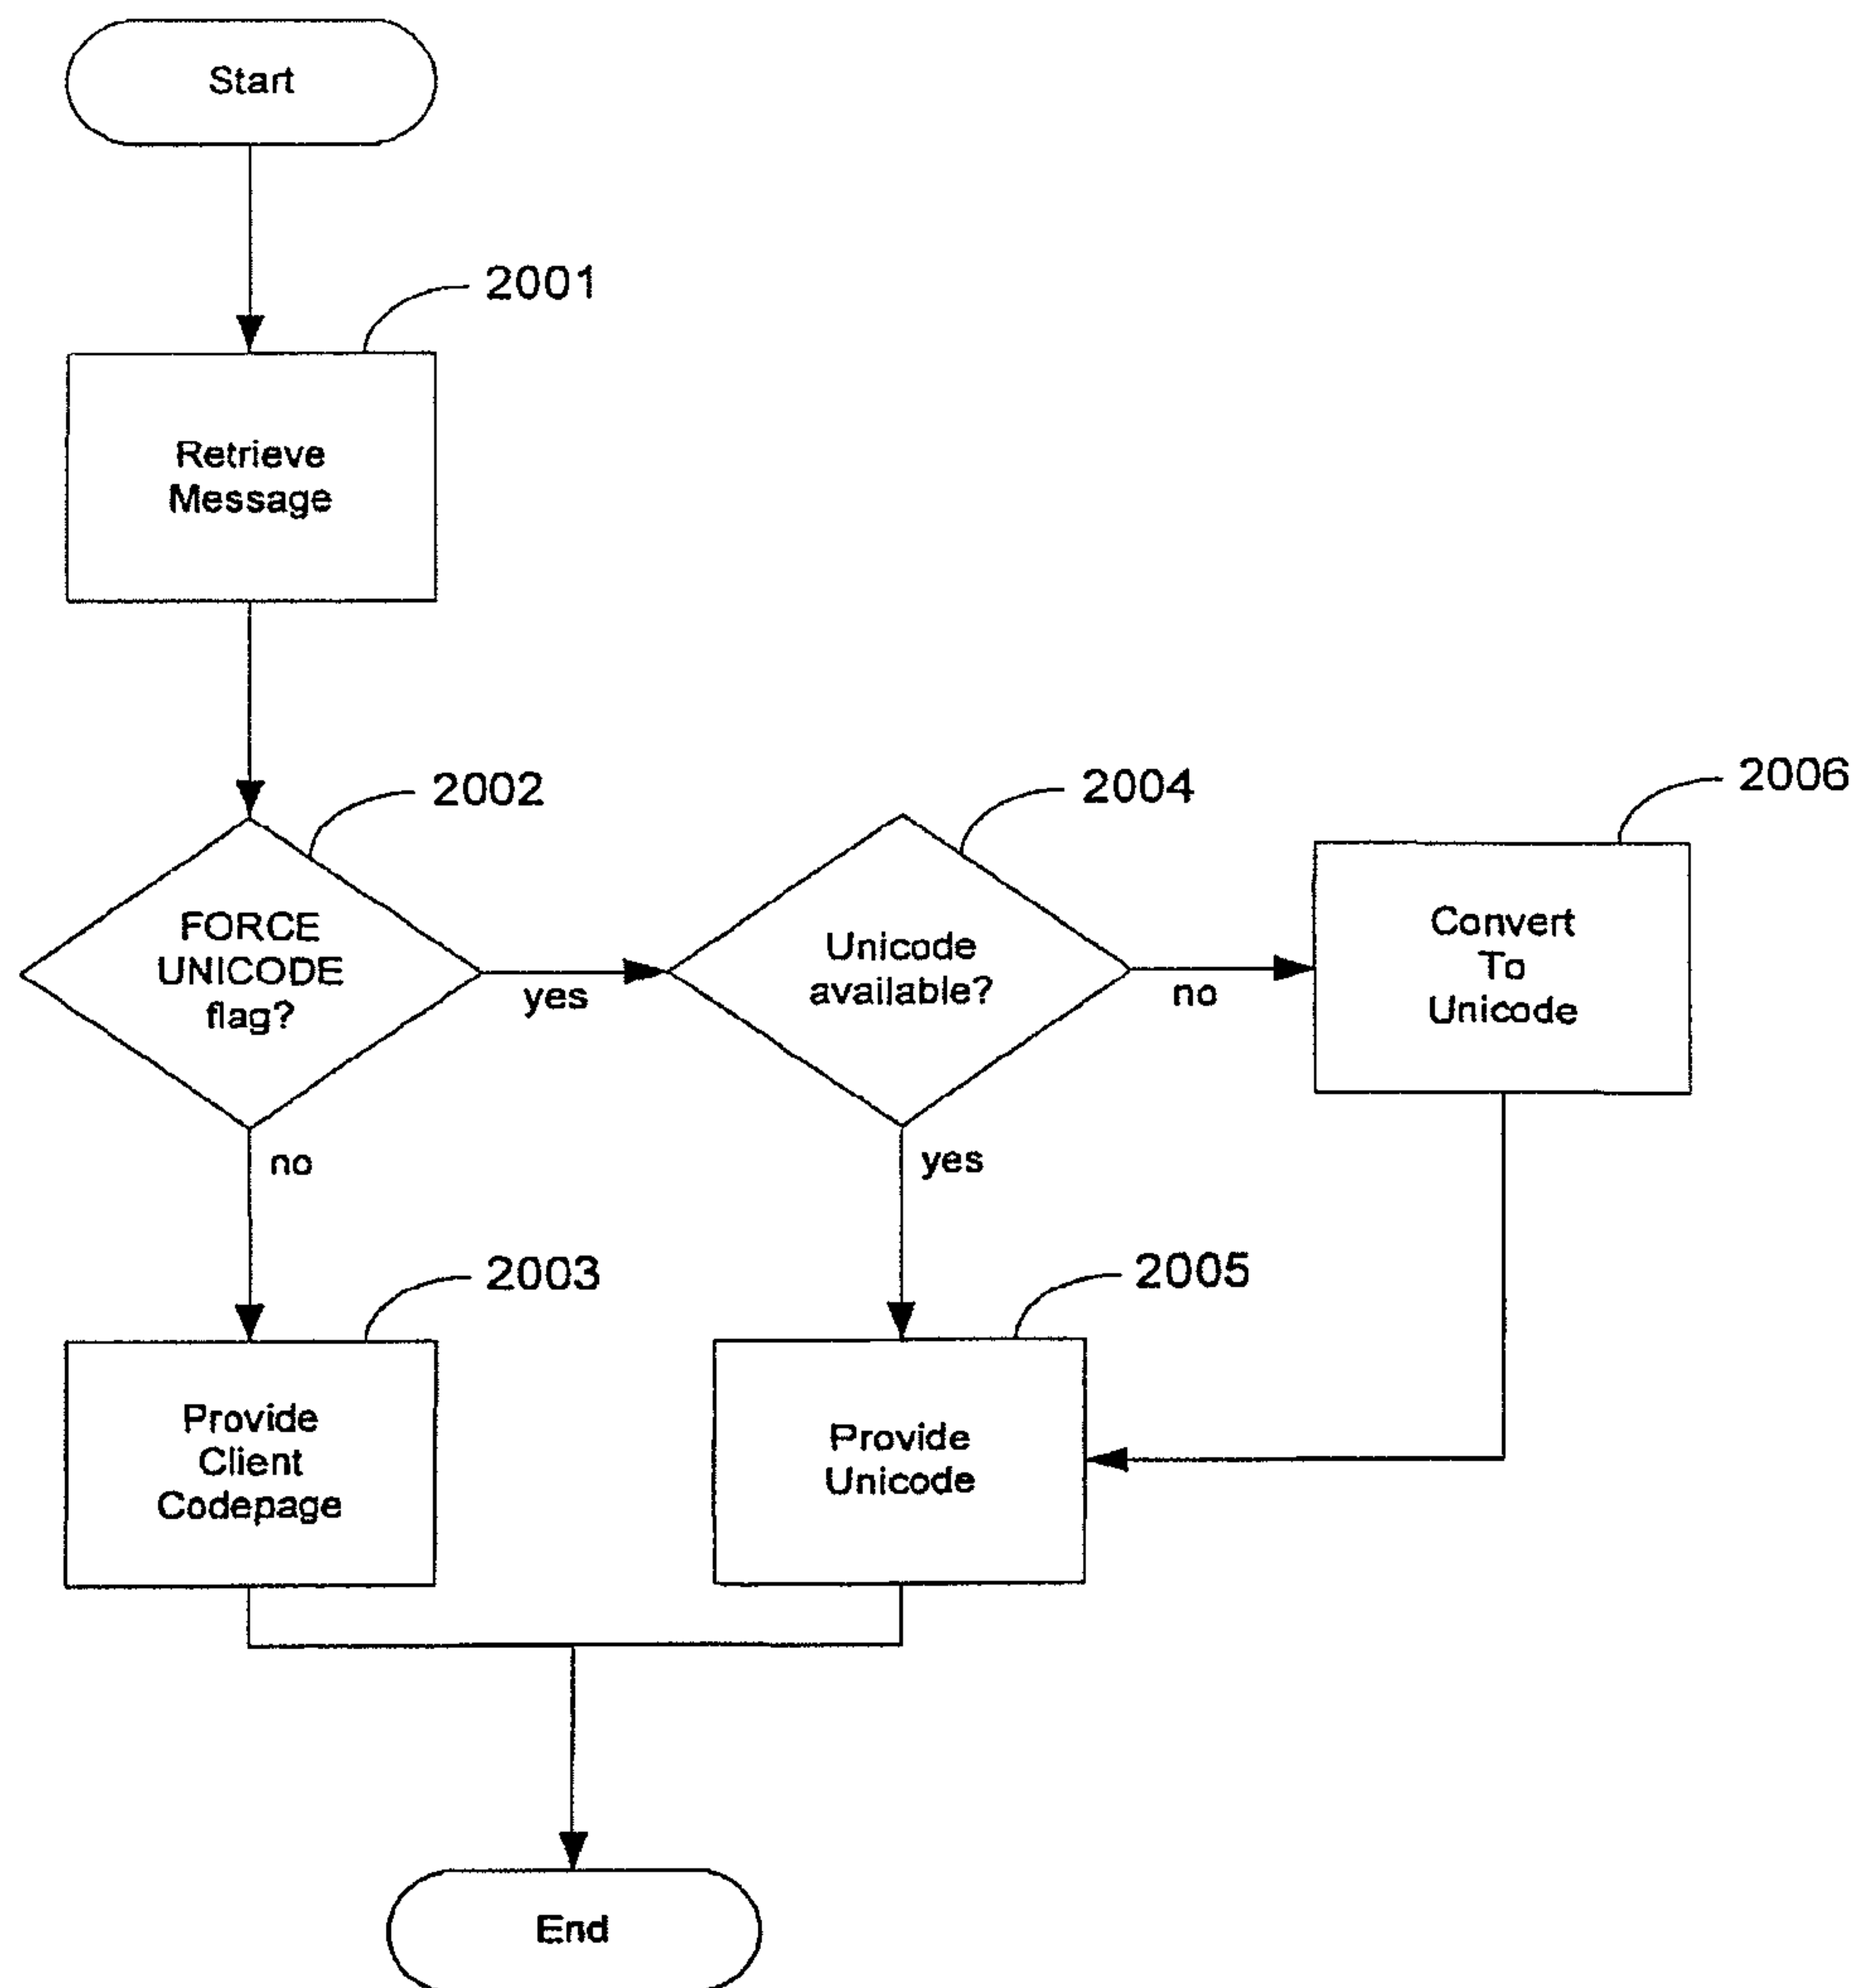 Start
2001
Retrieve
Message
2002
FORCE
UNICODE
flag?
yes
no
2004
Unicode
available?
no
yes
2006
Convert
To
Unicode
2003
Provide
Client
Codepage
2005
Provide
Unicode
End